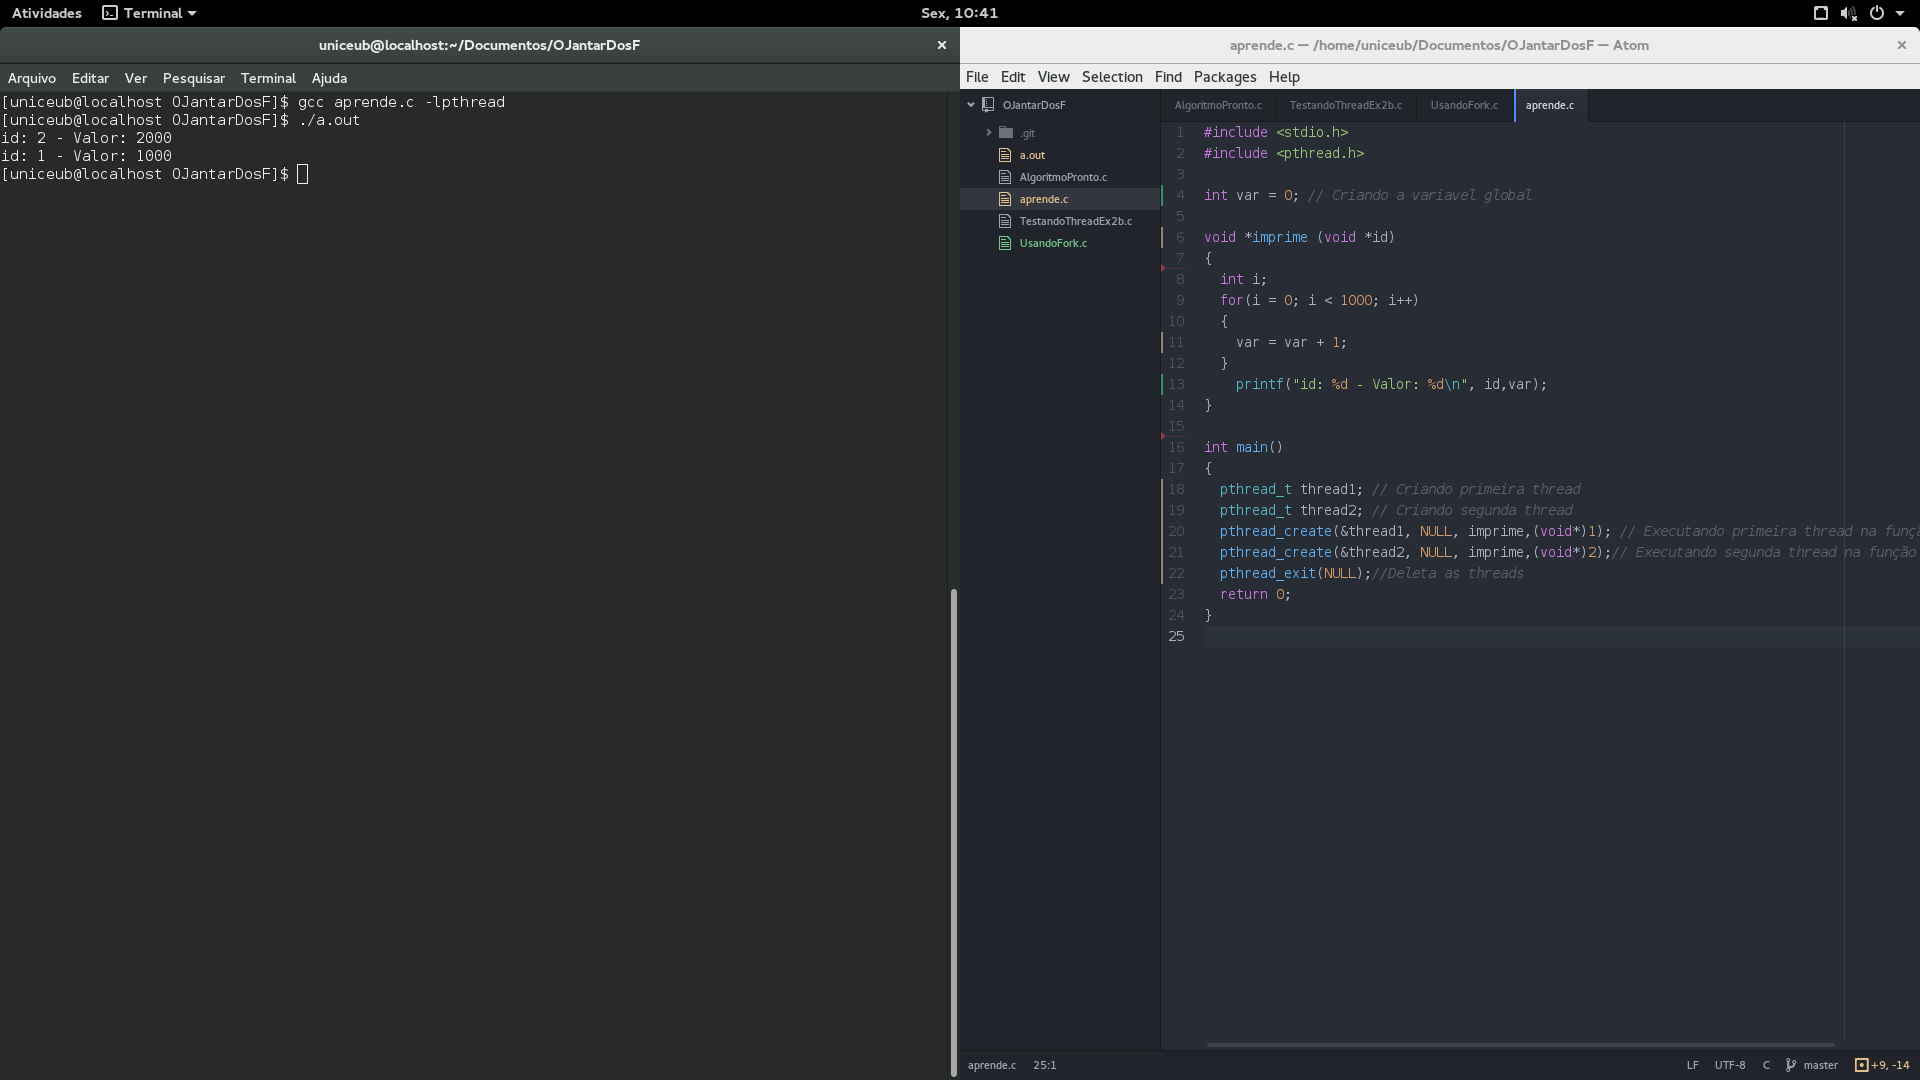 Atividades Terminal Sex, 10:41
uniceub@localhost:~/Documentos/OJantarDosF
Arquivo Editar Ver Pesquisar Terminal Ajuda
[uniceub@localhost OJantarDosF]$ gcc aprende.c -lpthread
[uniceub@localhost OJantarDosF]$ ./a.out
id: 2 - Valor: 2000
id: 1 - Valor: 1000
[uniceub@localhost OJantarDosF]$
aprende.c — /home/uniceub/Documentos/OJantarDosF — Atom
File Edit View Selection Find Packages Help
OJantarDosF
.git
a.out
AlgoritmoPronto.c
aprende.c
TestandoThreadEx2b.c
UsandoFork.c
AlgoritmoPronto.c TestandoThreadEx2b.c UsandoFork.c aprende.c
1 #include <stdio.h>
2 #include <pthread.h>
3
4 int var = 0; // Criando a variavel global
5
6 void *imprime (void *id)
7 {
8 int i;
9 for(i = 0; i < 1000; i++)
10 {
11 var = var + 1;
12 }
13 printf("id: %d - Valor: %d\n", id,var);
14 }
15
16 int main()
17 {
18 pthread_t thread1; // Criando primeira thread
19 pthread_t thread2; // Criando segunda thread
20 pthread_create(&thread1, NULL, imprime,(void*)1); // Executando primeira thread na funçã
21 pthread_create(&thread2, NULL, imprime,(void*)2);// Executando segunda thread na função
22 pthread_exit(NULL);//Deleta as threads
23 return 0;
24 }
25
aprende.c 25:1 LF UTF-8 C master +9, -14